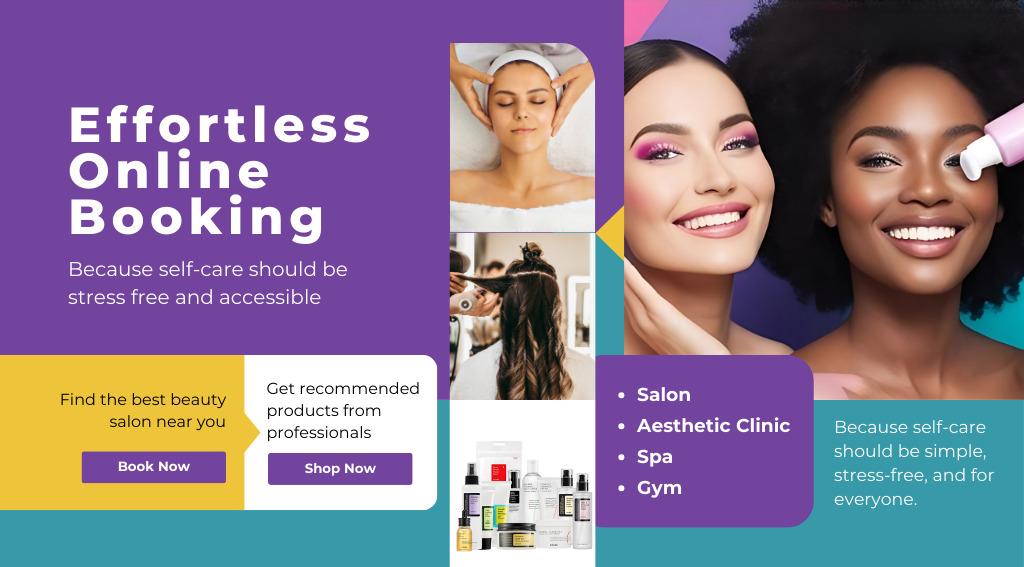 Effortless
Online
Booking
Because self-care should be
stress free and accessible
Find the best beauty
salon near you
Book Now
Get recommended
products from
professionals
Shop Now
• Salon
• Aesthetic Clinic
• Spa
• Gym
Because self-care
should be simple,
stress-free, and for
everyone.